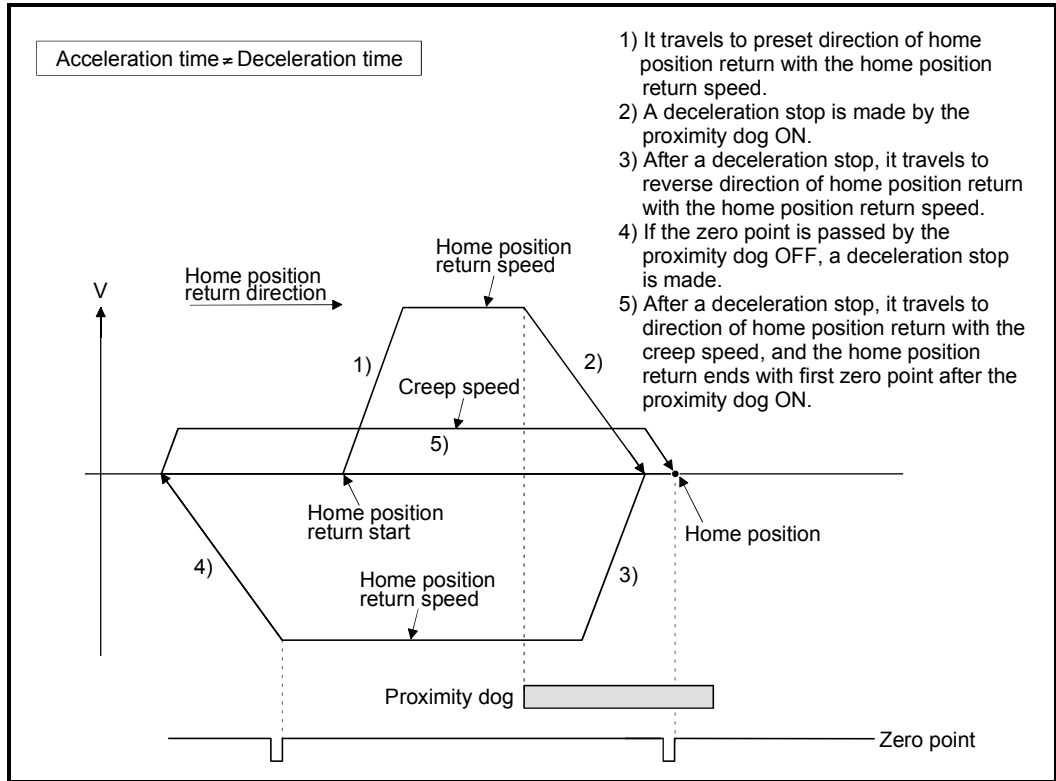 Acceleration time ≠ Deceleration time
1) It travels to preset direction of home
position return with the home position
return speed.
2) A deceleration stop is made by the
proximity dog ON.
3) After a deceleration stop, it travels to
reverse direction of home position return
with the home position return speed.
4) If the zero point is passed by the
proximity dog OFF, a deceleration stop
is made.
5) After a deceleration stop, it travels to
direction of home position return with the
creep speed, and the home position
return ends with first zero point after the
proximity dog ON.
Home position
return speed
Home position
return direction
V
1)
2)
Creep speed
5)
Home position
return start
Home position
4)
Home position
return speed
3)
Proximity dog
Zero point